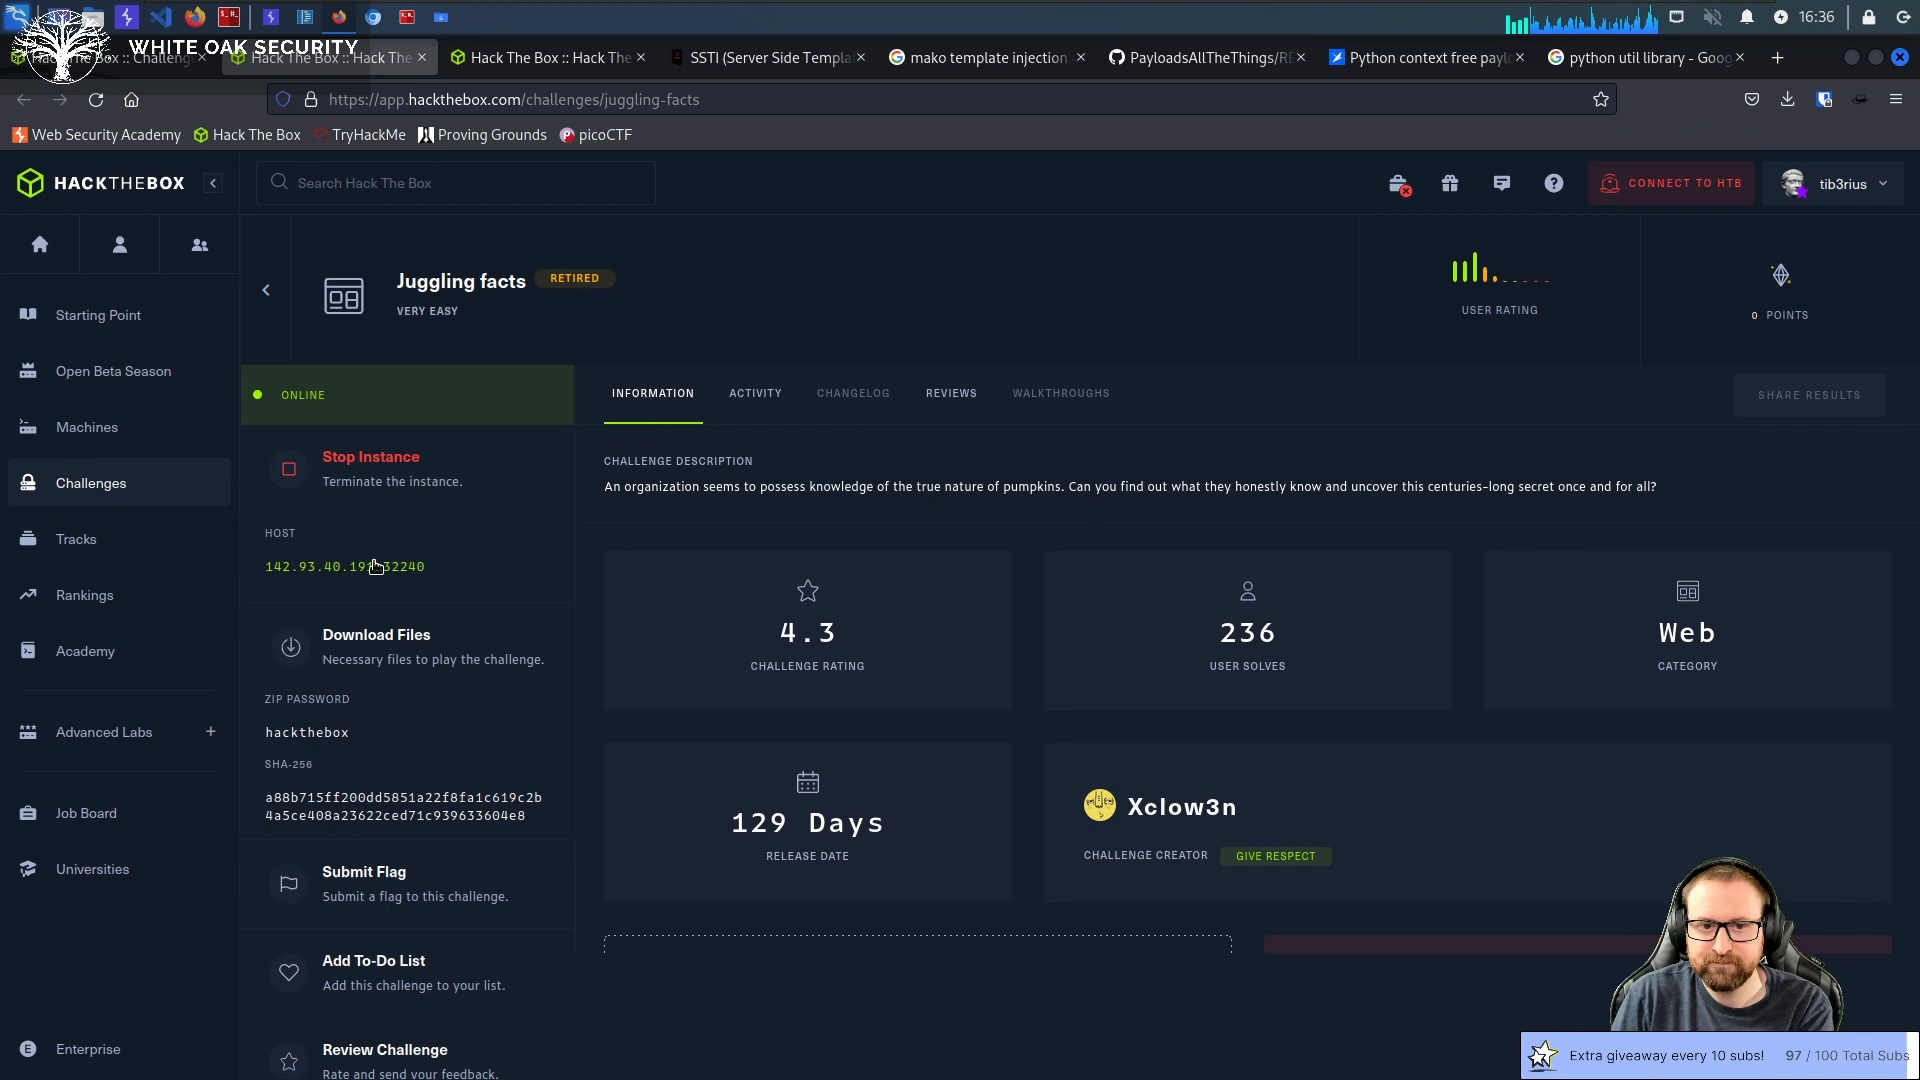 16:36
WHITE OAK SECURITY
Hack The Box :: Hack The
Hack The Box :: Hack The
SSTI (Server Side Templa
mako template injection
PayloadsAllTheThings/RE
Python context free paylo
python util library - Goog
https://app.hackthebox.com/challenges/juggling-facts
Web Security Academy
Hack The Box
TryHackMe
Proving Grounds
picoCTF
HACKTHEBOX
Search Hack The Box
CONNECT TO HTB
tib3rius
Juggling facts
RETIRED
VERY EASY
USER RATING
0 POINTS
Starting Point
Open Beta Season
Machines
Challenges
Tracks
Rankings
Academy
Advanced Labs
Job Board
Universities
E Enterprise
ONLINE
Stop Instance
Terminate the instance.
HOST
Download Files
Necessary files to play the challenge.
ZIP PASSWORD
hackthebox
SHA-256
a88b715ff200dd5851a22f8fa1c619c2b
4a5ce408a23622ced71c939633604e8
Submit Flag
Submit a flag to this challenge.
Add To-Do List
Add this challenge to your list.
Review Challenge
Rate and send your feedback.
INFORMATION
ACTIVITY
CHANGELOG
REVIEWS
WALKTHROUGHS
SHARE RESULTS
CHALLENGE DESCRIPTION
An organization seems to possess knowledge of the true nature of pumpkins. Can you find out what they honestly know and uncover this centuries-long secret once and for all?
4.3
CHALLENGE RATING
236
USER SOLVES
Web
CATEGORY
129 Days
RELEASE DATE
Xclow3n
CHALLENGE CREATOR
GIVE RESPECT
Extra giveaway every 10 subs!
97 / 100 Total Subs